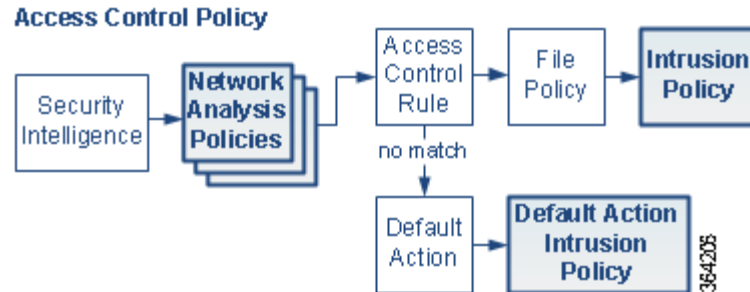 Access Control Policy
Security
Intelligence
Network
Analysis
Policies
Access
Control
Rule
File
Policy
Intrusion
Policy
no match
Default
Action
Default Action
Intrusion
Policy
364206